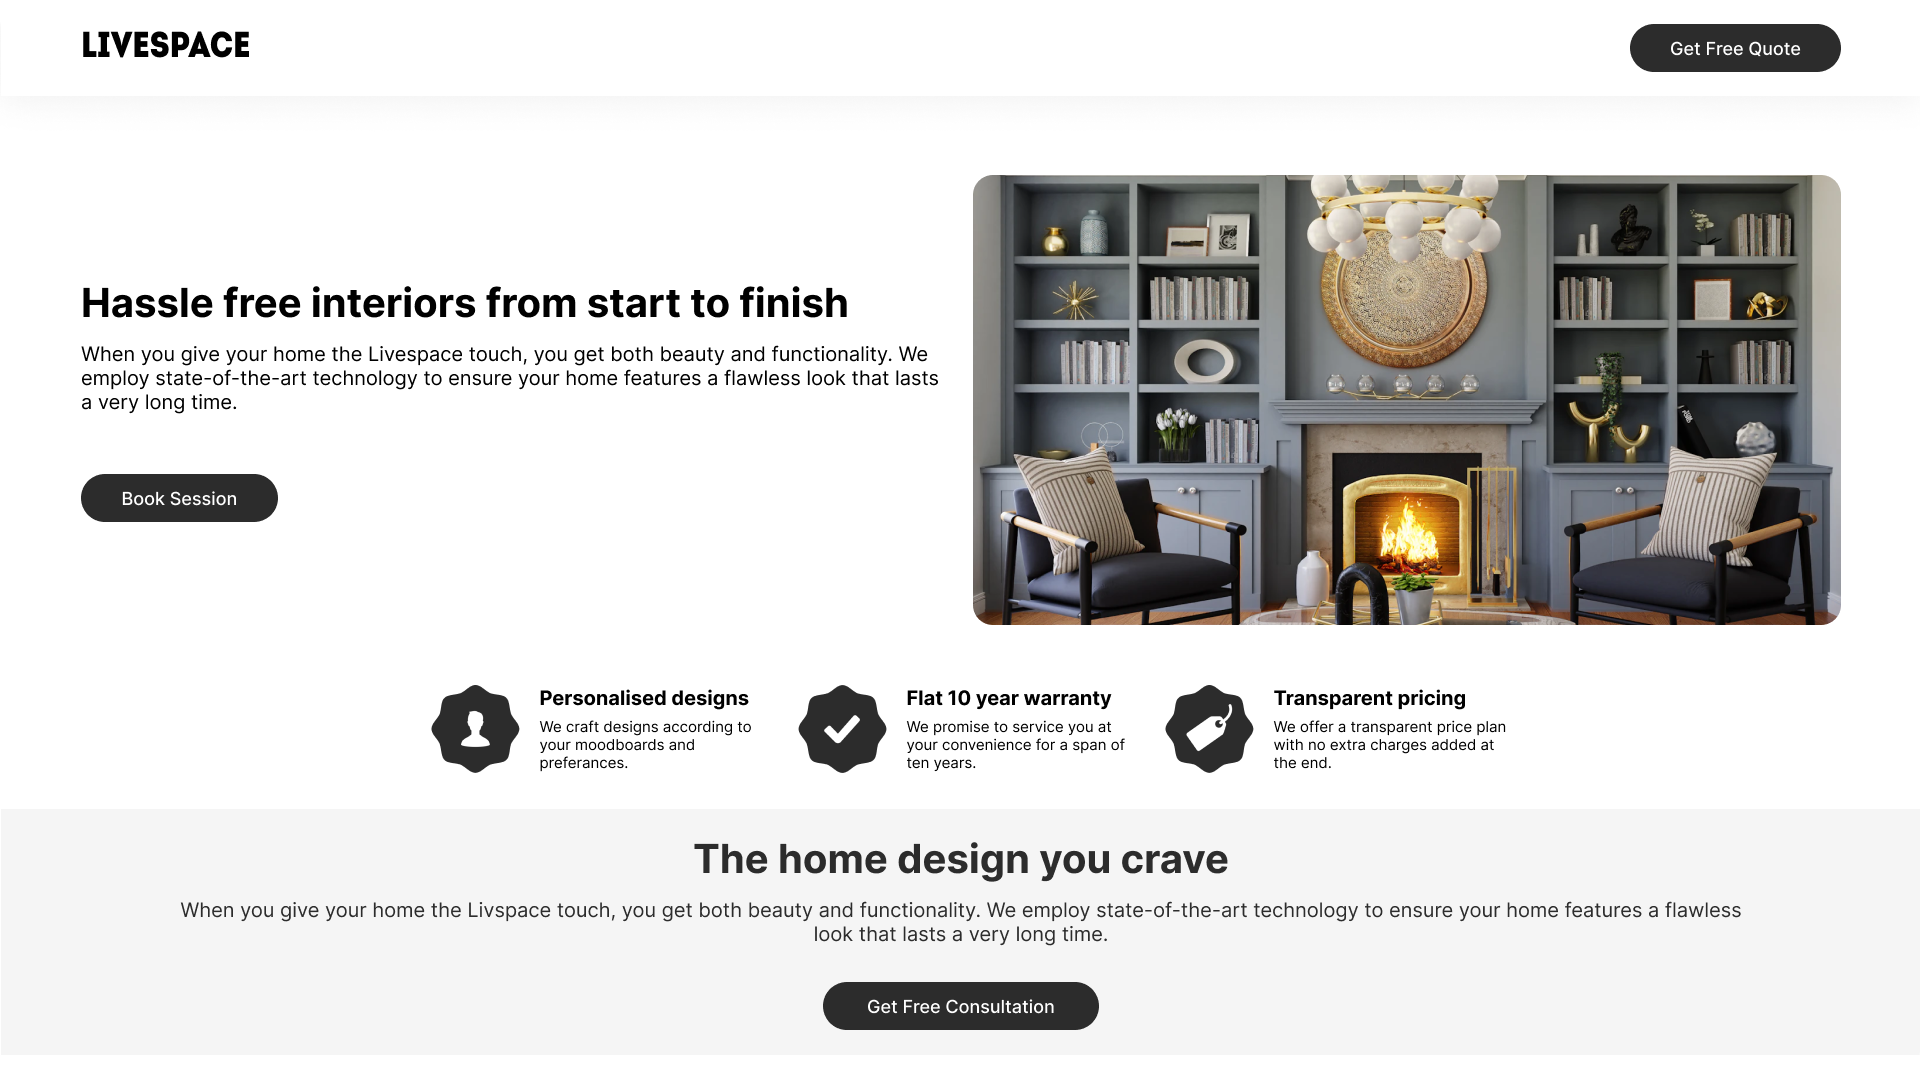 LIVESPACE
Get Free Quote
Hassle free interiors from start to finish
When you give your home the Livespace touch, you get both beauty and functionality. We
employ state-of-the-art technology to ensure your home features a flawless look that lasts
a very long time.
Book Session
Personalised designs
We craft designs according to
your moodboards and
preferances.
Flat 10 year warranty
We promise to service you at
your convenience for a span of
ten years.
Transparent pricing
We offer a transparent price plan
with no extra charges added at
the end.
The home design you crave
When you give your home the Livspace touch, you get both beauty and functionality. We employ state-of-the-art technology to ensure your home features a flawless
look that lasts a very long time.
Get Free Consultation